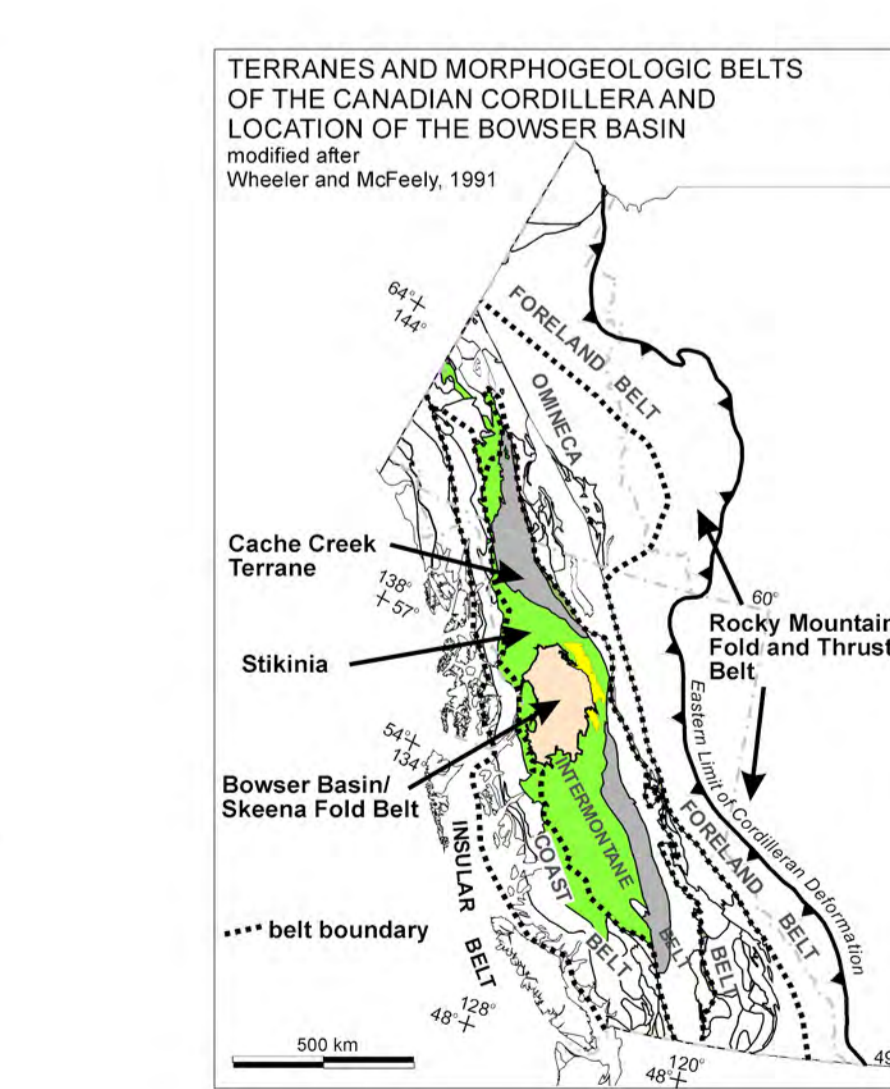 TERRANES AND MORPHOGEOLOGIC BELTS
OF THE CANADIAN CORDILLERA AND
LOCATION OF THE BOWSER BASIN
modified after
Wheeler and McFeely, 1991
64°
144°
FORELAND BELT
OMINECA
Cache Creek
Terrane
138°
57°
60°
Rocky Mountain
Fold and Thrust
Belt
Stikinia
54°
134°
Bowser Basin/
Skeena Fold Belt
Eastern Limit of Cordilleran Deformation
INTERMONTANE
BELT
FORELAND
BELT
INSULAR
BELT
COAST
BELT
BELT
belt boundary
128°
48°
500 km
120°
48°
49